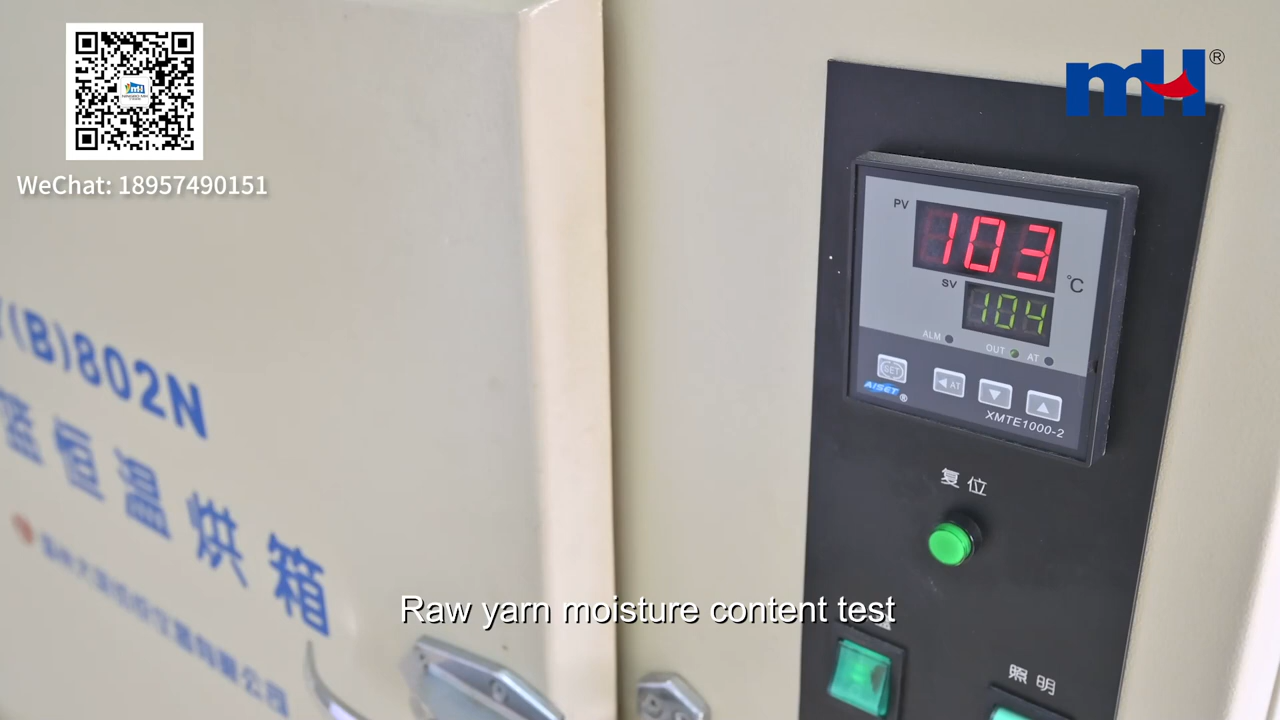 WeChat: 18957490151
mH®
PV
103
℃
SV
104
ALM
OUT
AT
SET
AT
AISET®
XMTE1000-2
(B)802N
恒温烘箱
复位
照明
Raw yarn moisture content test